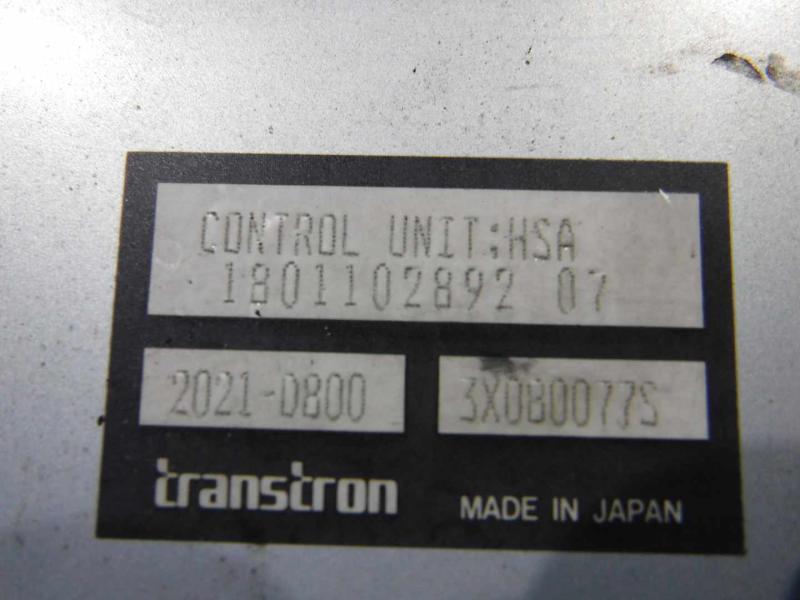 CONTROL UNIT;HSA
1801102892 07
2021-D800
3X0B0077S
transtron
MADE IN JAPAN